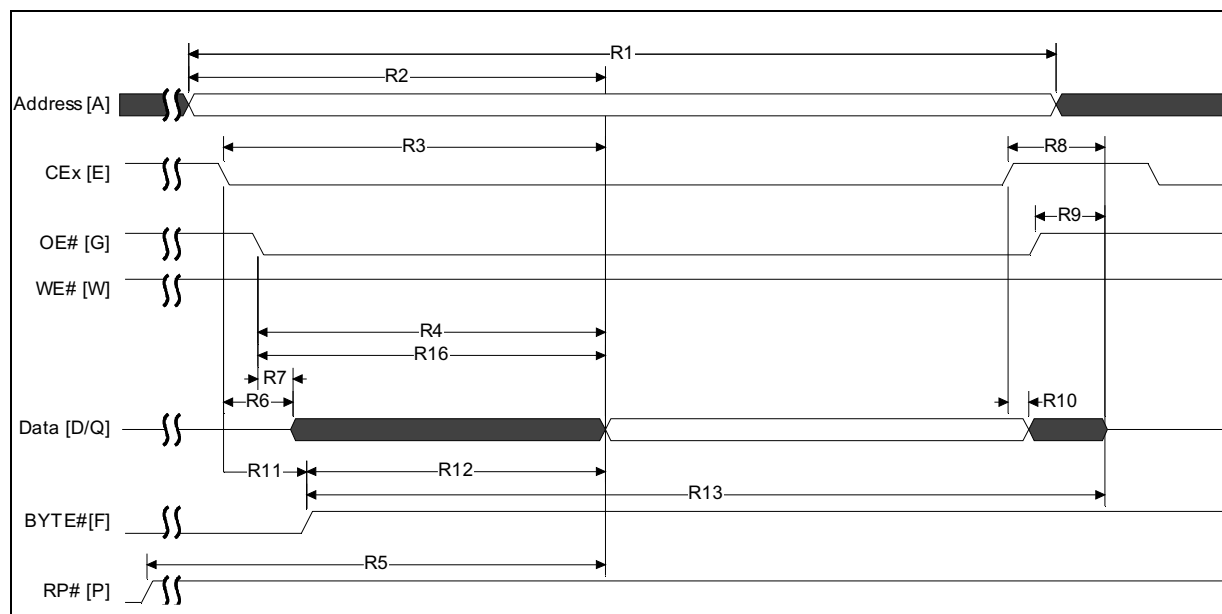 R1
R2
Address [A]
R3
R8
CEx [E]
R9
OE# [G]
WE# [W]
R4
R16
R7
R6
R10
Data [D/Q]
R11
R12
R13
BYTE#[F]
R5
RP# [P]